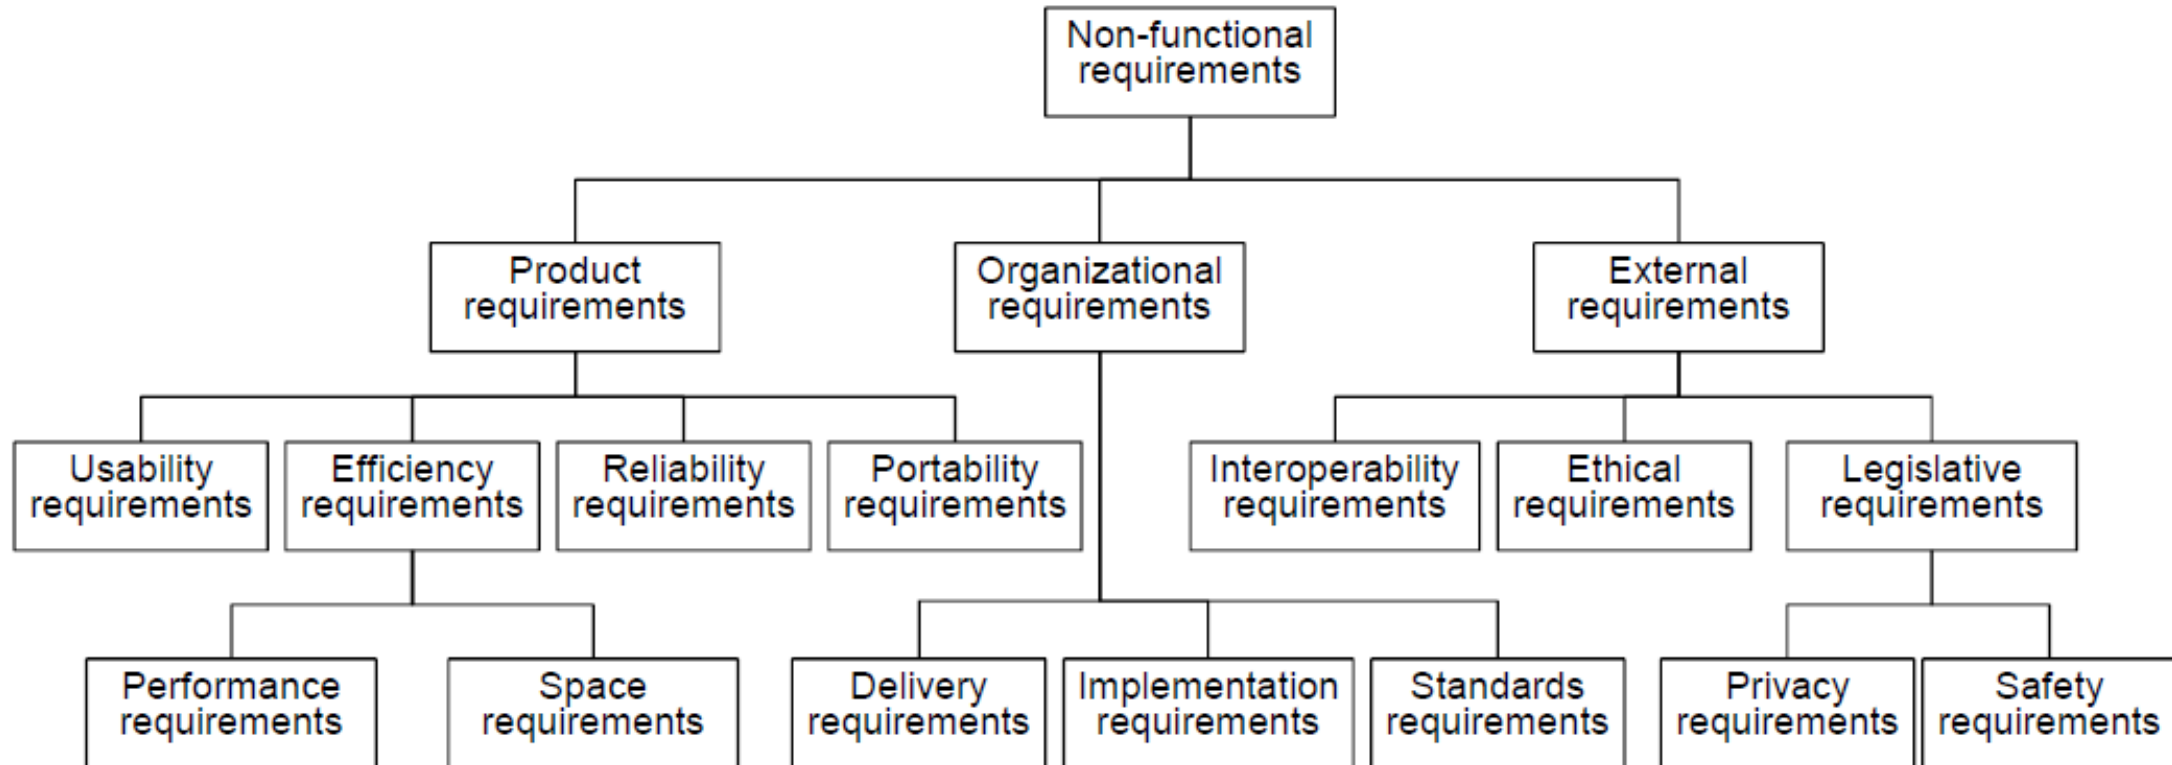 Non-functional
requirements
Product
requirements
Organizational
requirements
External
requirements
Usability
requirements
Efficiency
requirements
Reliability
requirements
Portability
requirements
Interoperability
requirements
Ethical
requirements
Legislative
requirements
Performance
requirements
Space
requirements
Delivery
requirements
Implementation
requirements
Standards
requirements
Privacy
requirements
Safety
requirements